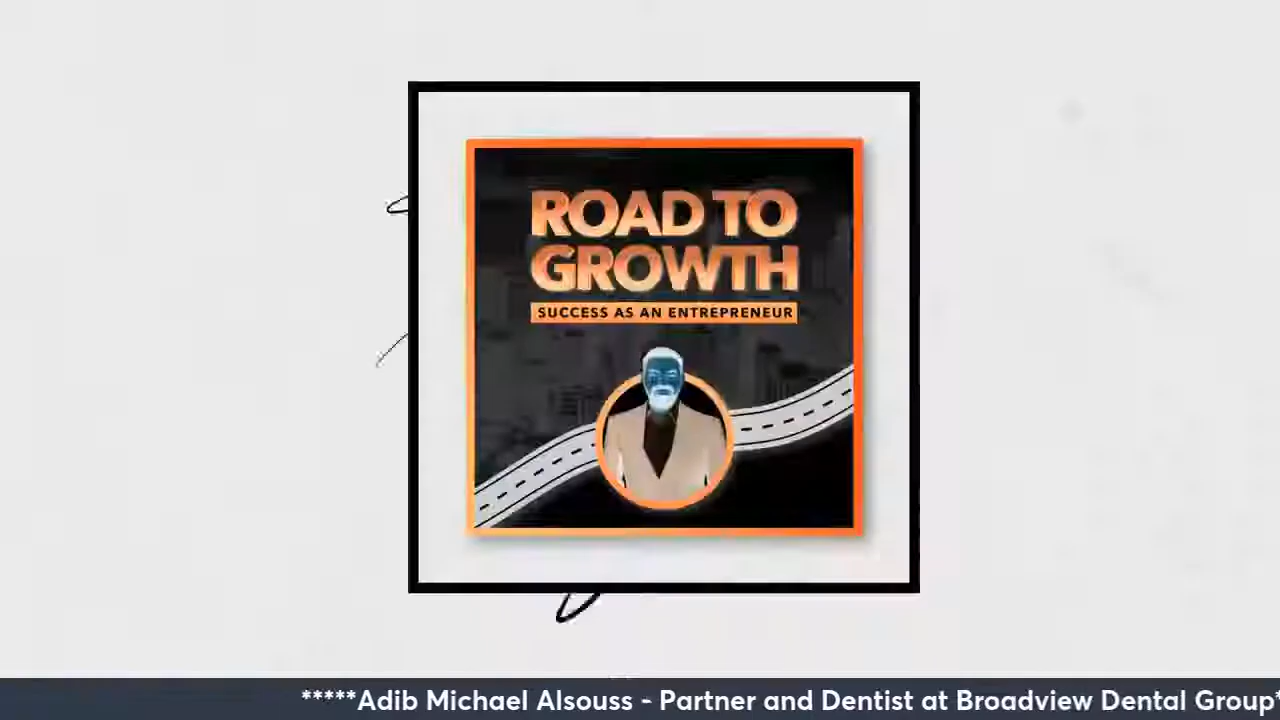 ROAD TO
GROWTH
SUCCESS AS AN ENTREPRENEUR
*****Adib Michael Alsouss - Partner and Dentist at Broadview Dental Group*